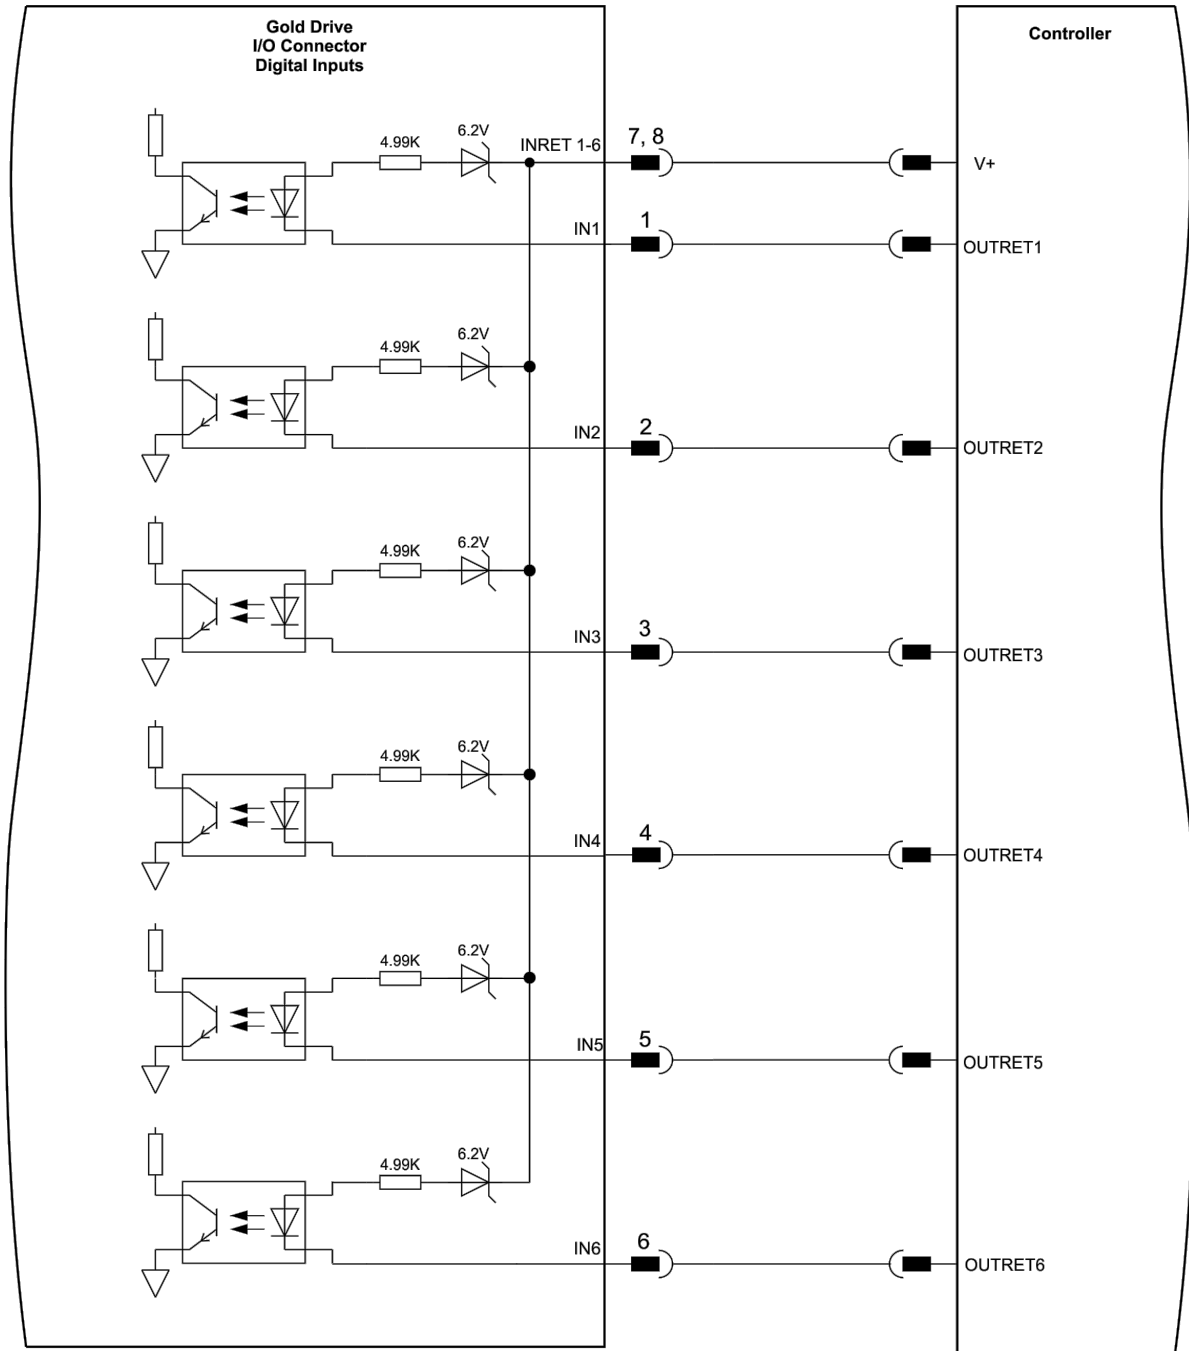 Gold Drive
I/O Connector
Digital Inputs
Controller
4.99K
6.2V
INRET 1-6
7, 8
V+
IN1
1
OUTRET1
4.99K
6.2V
IN2
2
OUTRET2
4.99K
6.2V
IN3
3
OUTRET3
4.99K
6.2V
IN4
4
OUTRET4
4.99K
6.2V
IN5
5
OUTRET5
4.99K
6.2V
IN6
6
OUTRET6